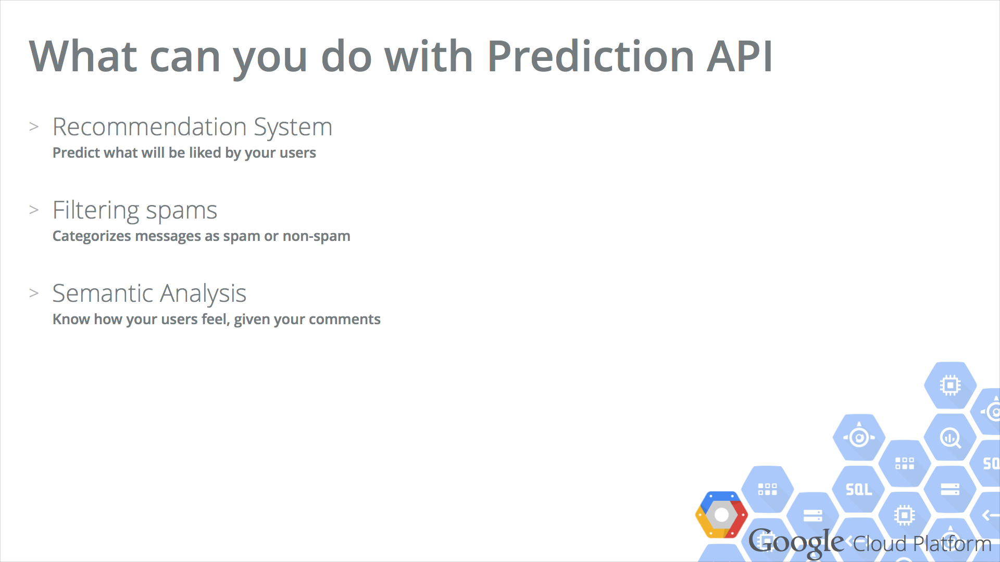 What can you do with Prediction API
> Recommendation System
Predict what will be liked by your users
> Filtering spams
Categorizes messages as spam or non-spam
> Semantic Analysis
Know how your users feel, given your comments
SQL
SQ
Google Cloud Platform